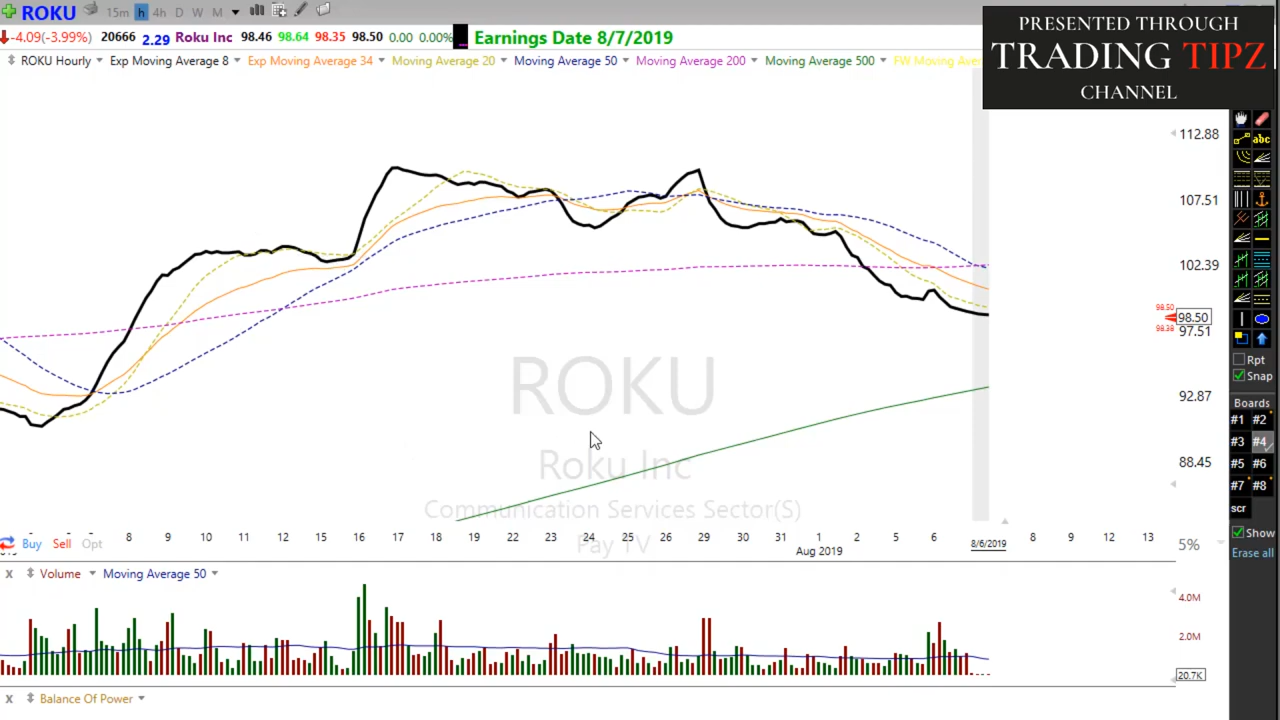 ROKU 15m h 4h D W M
-4.09(-3.99%) 20666 2.29 Roku Inc 98.46 98.64 98.35 98.50 0.00 0.00% Earnings Date 8/7/2019
ROKU Hourly Exp Moving Average 8 Exp Moving Average 34 Moving Average 20 Moving Average 50 Moving Average 200 Moving Average 500 FW Moving
PRESENTED THROUGH
TRADING TIPZ
CHANNEL
abc
112.88
107.51
102.39
98.50
98.50
98.38
97.51
92.87
88.45
Rpt
Snap
Boards
#1 #2
#3 #4
#5 #6
#7 #8
scr
Show
Erase all
ROKU
Roku Inc
Communication Services Sector(S)
Pay TV
Buy Sell Opt
8 9 10 11 12 15 16 17 18 19 22 23 24 25 26 29 30 31 Aug 2019 2 5 6 8/6/2019 8 9 12 13
5%
X Volume Moving Average 50
4.0M
2.0M
20.7K
X Balance Of Power